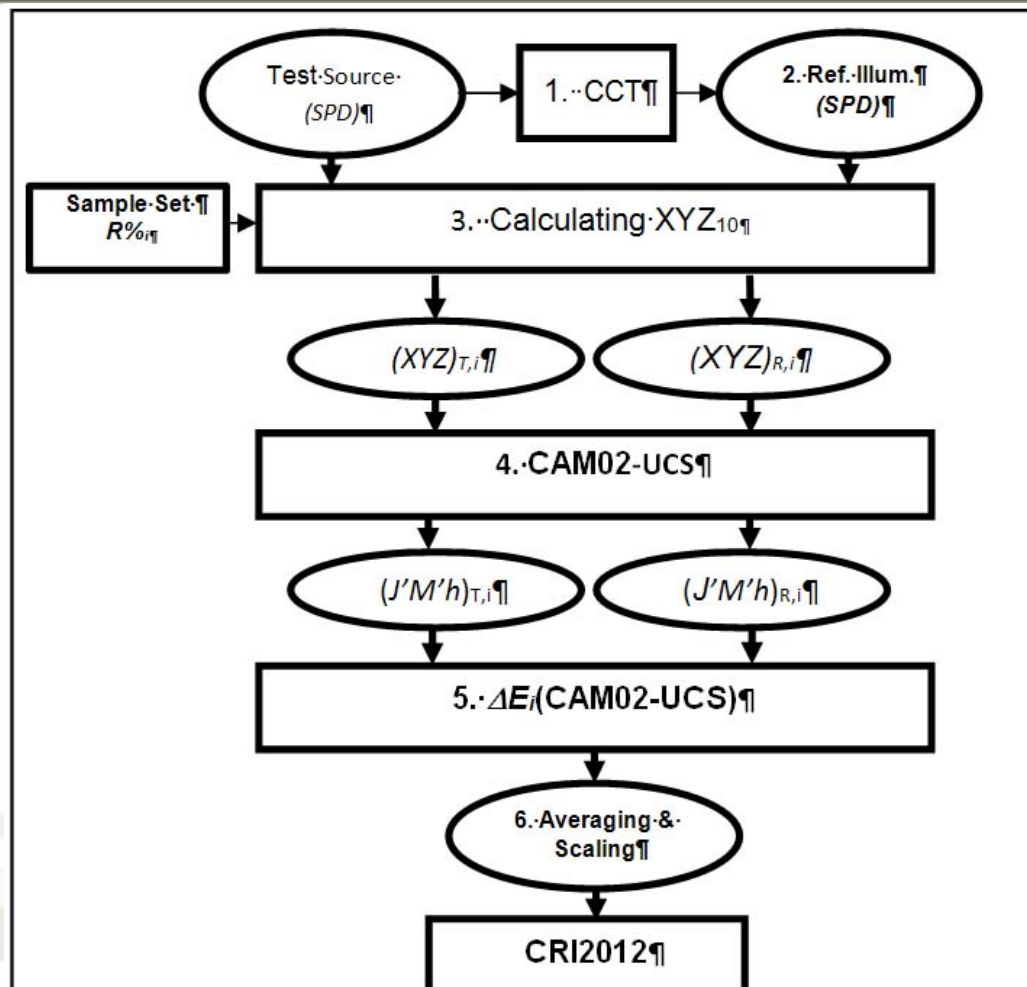 Test·Source·
(SPD)¶
1.··CCT¶
2.·Ref.·Illum.¶
(SPD)¶
Sample·Set·¶
R%i¶
3.··Calculating·XYZ10¶
(XYZ)T,i¶
(XYZ)R,i¶
4.·CAM02-UCS¶
(J'M'h)T,i¶
(J'M'h)R,i¶
5.·ΔEi(CAM02-UCS)¶
6.·Averaging·&·
Scaling¶
CRI2012¶